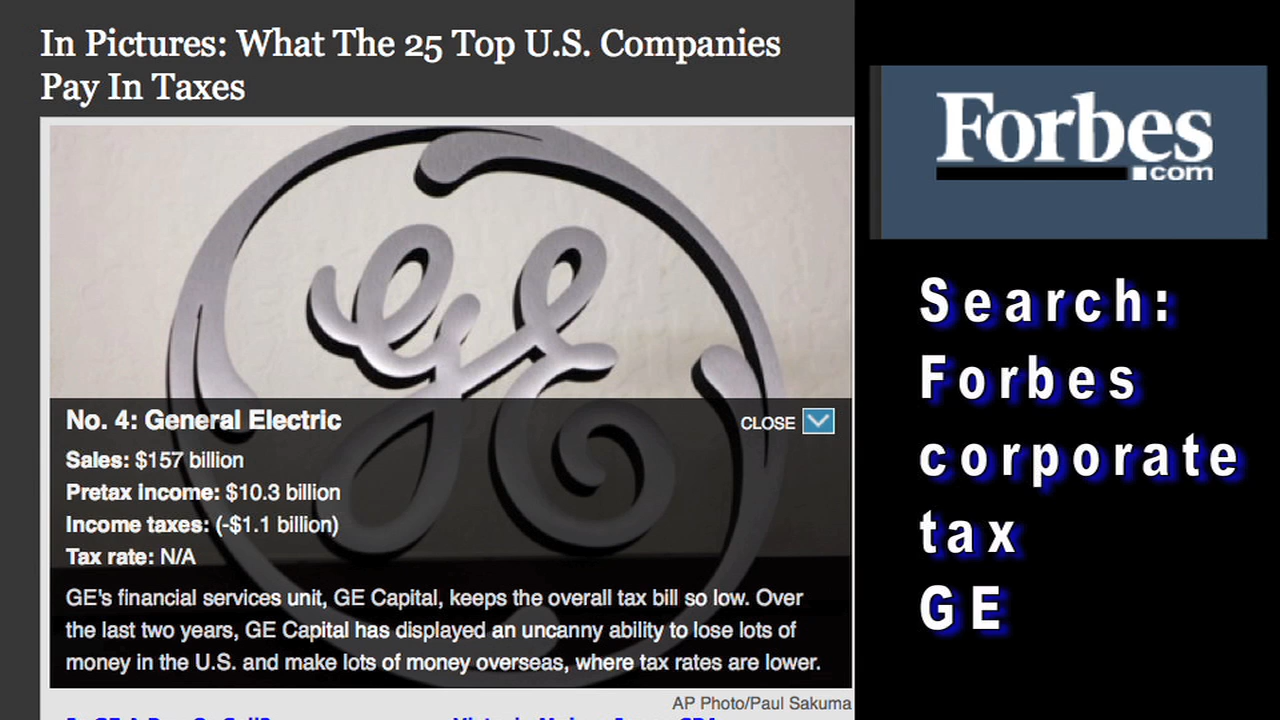 In Pictures: What The 25 Top U.S. Companies
Pay In Taxes
GE
No. 4: General Electric
CLOSE
Sales: $157 billion
Pretax income: $10.3 billion
Income taxes: (-$1.1 billion)
Tax rate: N/A
GE's financial services unit, GE Capital, keeps the overall tax bill so low. Over
the last two years, GE Capital has displayed an uncanny ability to lose lots of
money in the U.S. and make lots of money overseas, where tax rates are lower.
AP Photo/Paul Sakuma
Forbes
.com
Search:
Forbes
corporate
tax
GE